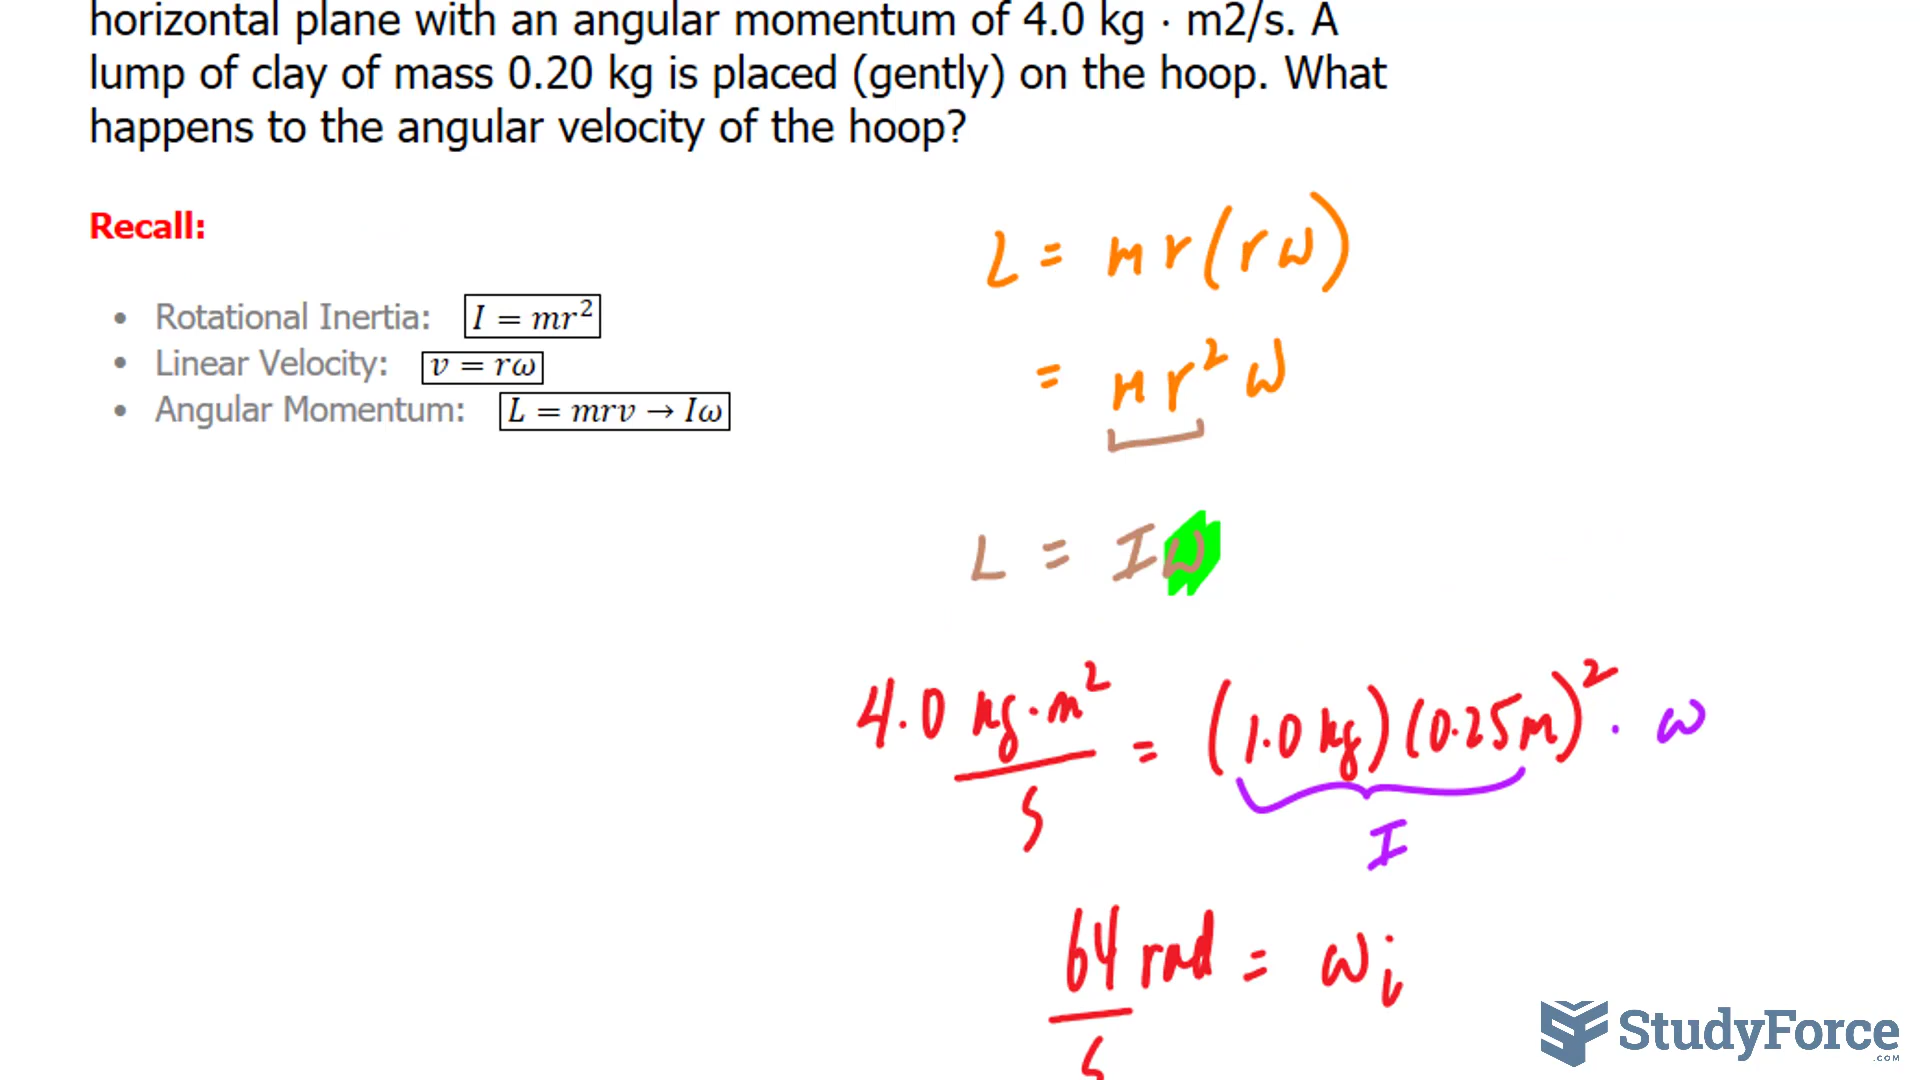 horizontal plane with an angular momentum of 4.0 kg · m2/s. A
lump of clay of mass 0.20 kg is placed (gently) on the hoop. What
happens to the angular velocity of the hoop?
Recall:
• Rotational Inertia: I = mr²
• Linear Velocity: v = rω
• Angular Momentum: L = mrv → Iω
L = mr(rω)
= mr²ω
L = Iω
4.0 kg·m²/s = (1.0 kg)(0.25m)² · ω
I
64 rad/s = ωi
StudyForce
.COM